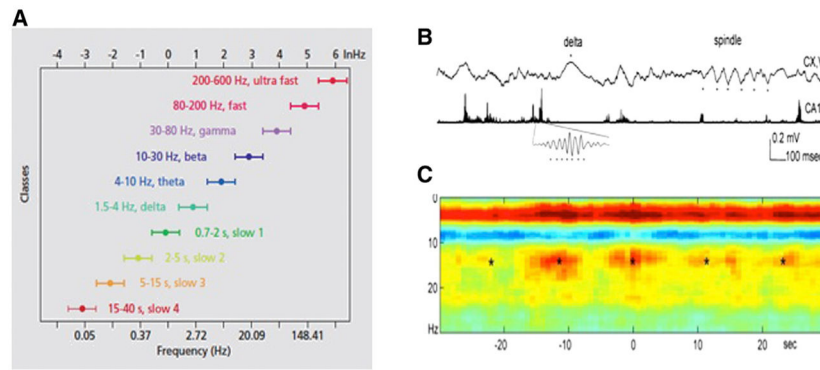 A
-4 -3 -2 -1 0 1 2 3 4 5 6 lnHz
200-600 Hz, ultra fast
80-200 Hz, fast
30-80 Hz, gamma
10-30 Hz, beta
4-10 Hz, theta
1.5-4 Hz, delta
0.7-2 s, slow 1
2-5 s, slow 2
5-15 s, slow 3
15-40 s, slow 4
Classes
0.05 0.37 2.72 20.09 148.41
Frequency (Hz)
B
delta spindle
CA1
0.2 mV
100 msec
C
0
10
20
Hz
-20 -10 0 10 20 sec